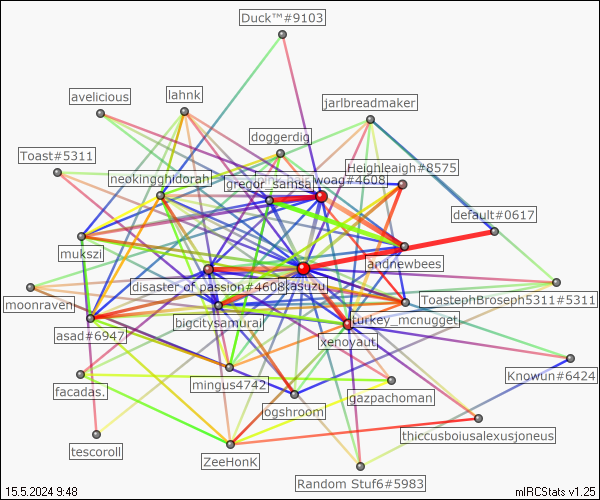 Duck™#9103
avelicious
lahnk
jarlbreadmaker
doggerdig
Toast#5311
Heighleaigh#8575
neokingghidorah
gregor_samsa
woag#4608
default#0617
mukszi
andrewbees
disaster of passion#4608
kasuzu
moonraven
ToastephBroseph5311#5311
bigcitysamurai
turkey_mcnugget
asad#6947
xenoyaut
Knowun#6424
mingus4742
facadas.
gazpachoman
ogshroom
thiccusboiusalexusjoneus
tescoroll
ZeeHonK
Random Stuf6#5983
15.5.2024 9:48
mIRCStats v1.25